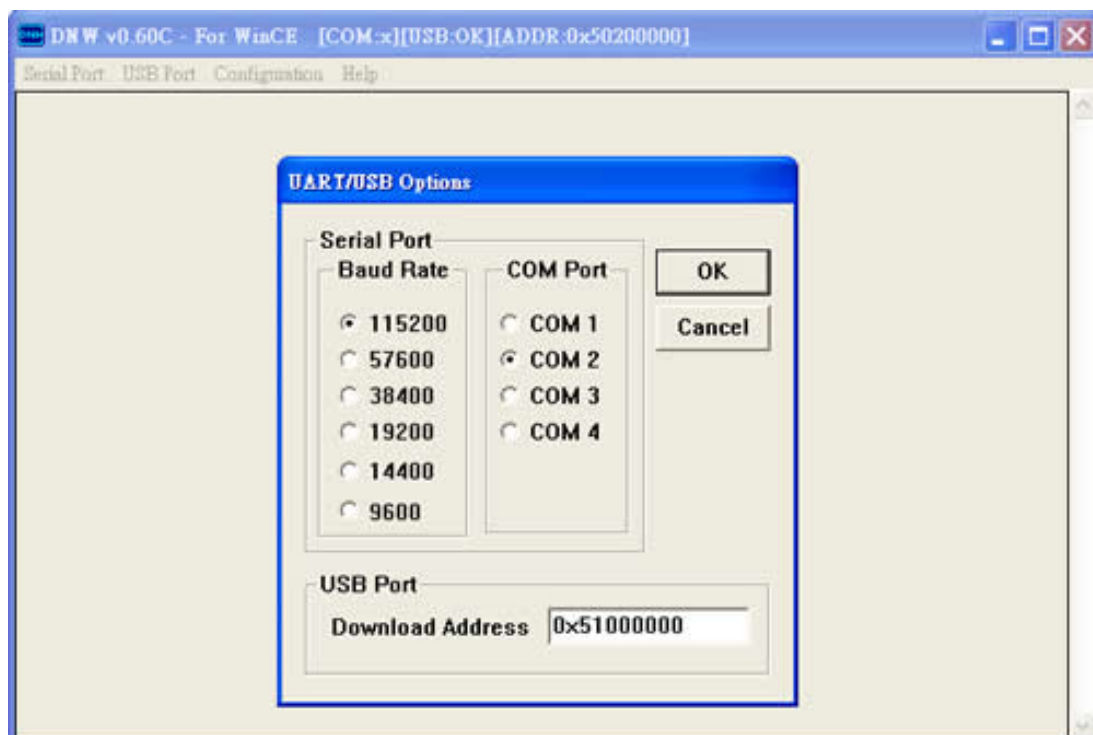 DNW v0.60C - For WinCE [COM:x][USB:OK][ADDR:0x50200000]
Serial Port USB Port Configuration Help
UART/USB Options
Serial Port
Baud Rate
COM Port
OK
115200
COM 1
Cancel
57600
COM 2
38400
COM 3
19200
COM 4
14400
9600
USB Port
Download Address 0x51000000